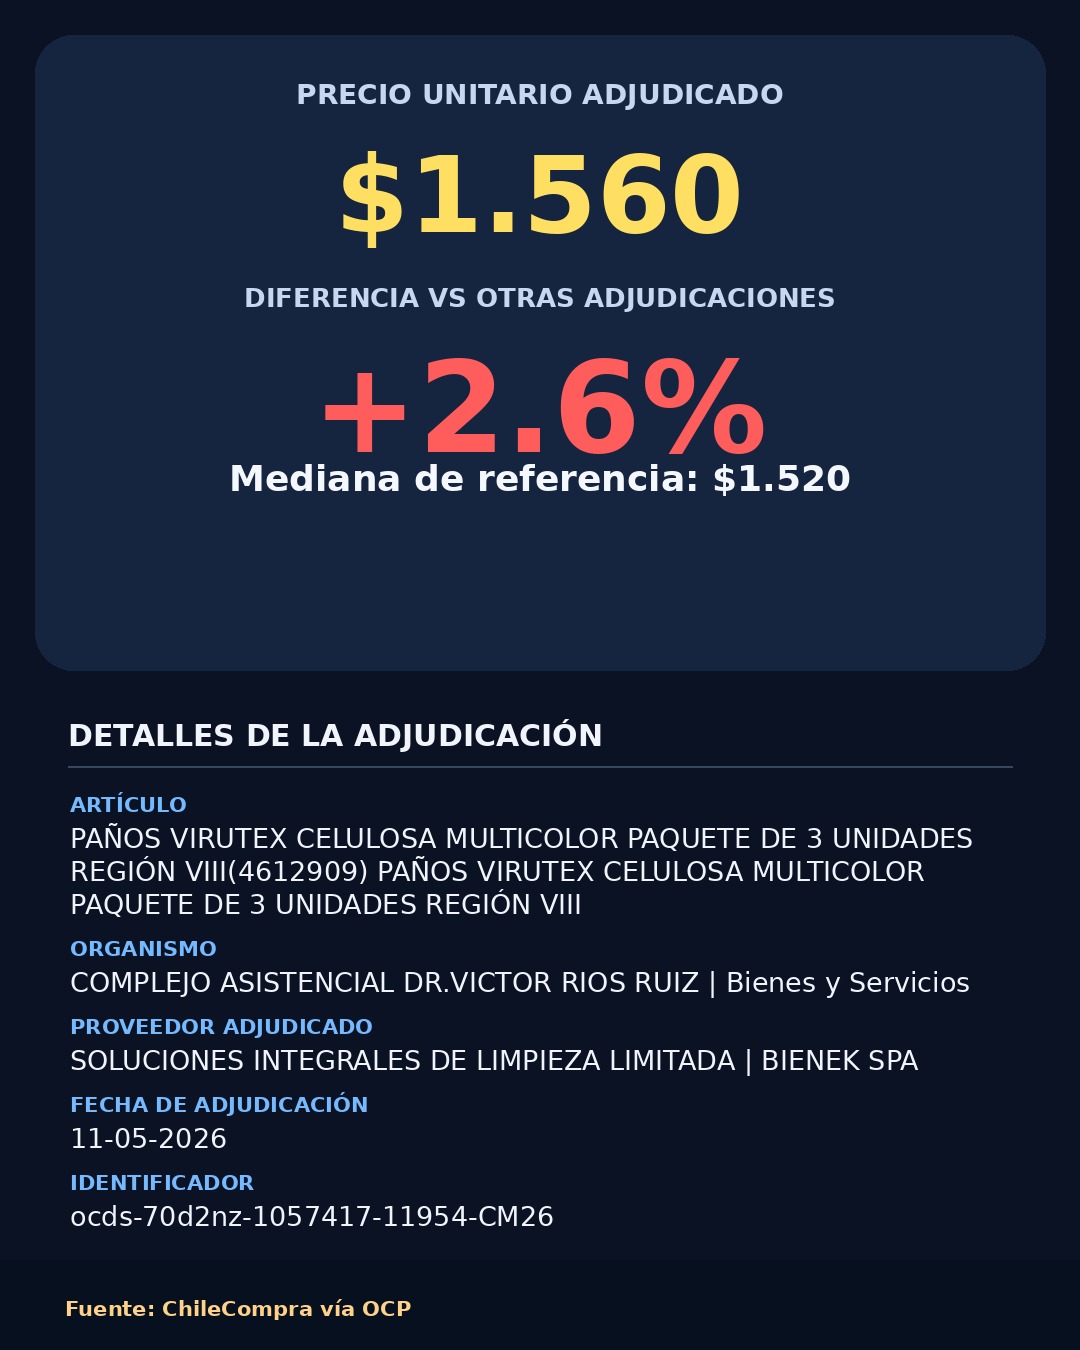 PRECIO UNITARIO ADJUDICADO
$1.560
DIFERENCIA VS OTRAS ADJUDICACIONES
+2.6%
Mediana de referencia: $1.520
DETALLES DE LA ADJUDICACIÓN
ARTÍCULO
PAÑOS VIRUTEX CELULOSA MULTICOLOR PAQUETE DE 3 UNIDADES
REGIÓN VIII(4612909) PAÑOS VIRUTEX CELULOSA MULTICOLOR
PAQUETE DE 3 UNIDADES REGIÓN VIII
ORGANISMO
COMPLEJO ASISTENCIAL DR.VICTOR RIOS RUIZ | Bienes y Servicios
PROVEEDOR ADJUDICADO
SOLUCIONES INTEGRALES DE LIMPIEZA LIMITADA | BIENEK SPA
FECHA DE ADJUDICACIÓN
11-05-2026
IDENTIFICADOR
ocds-70d2nz-1057417-11954-CM26
Fuente: ChileCompra vía OCP